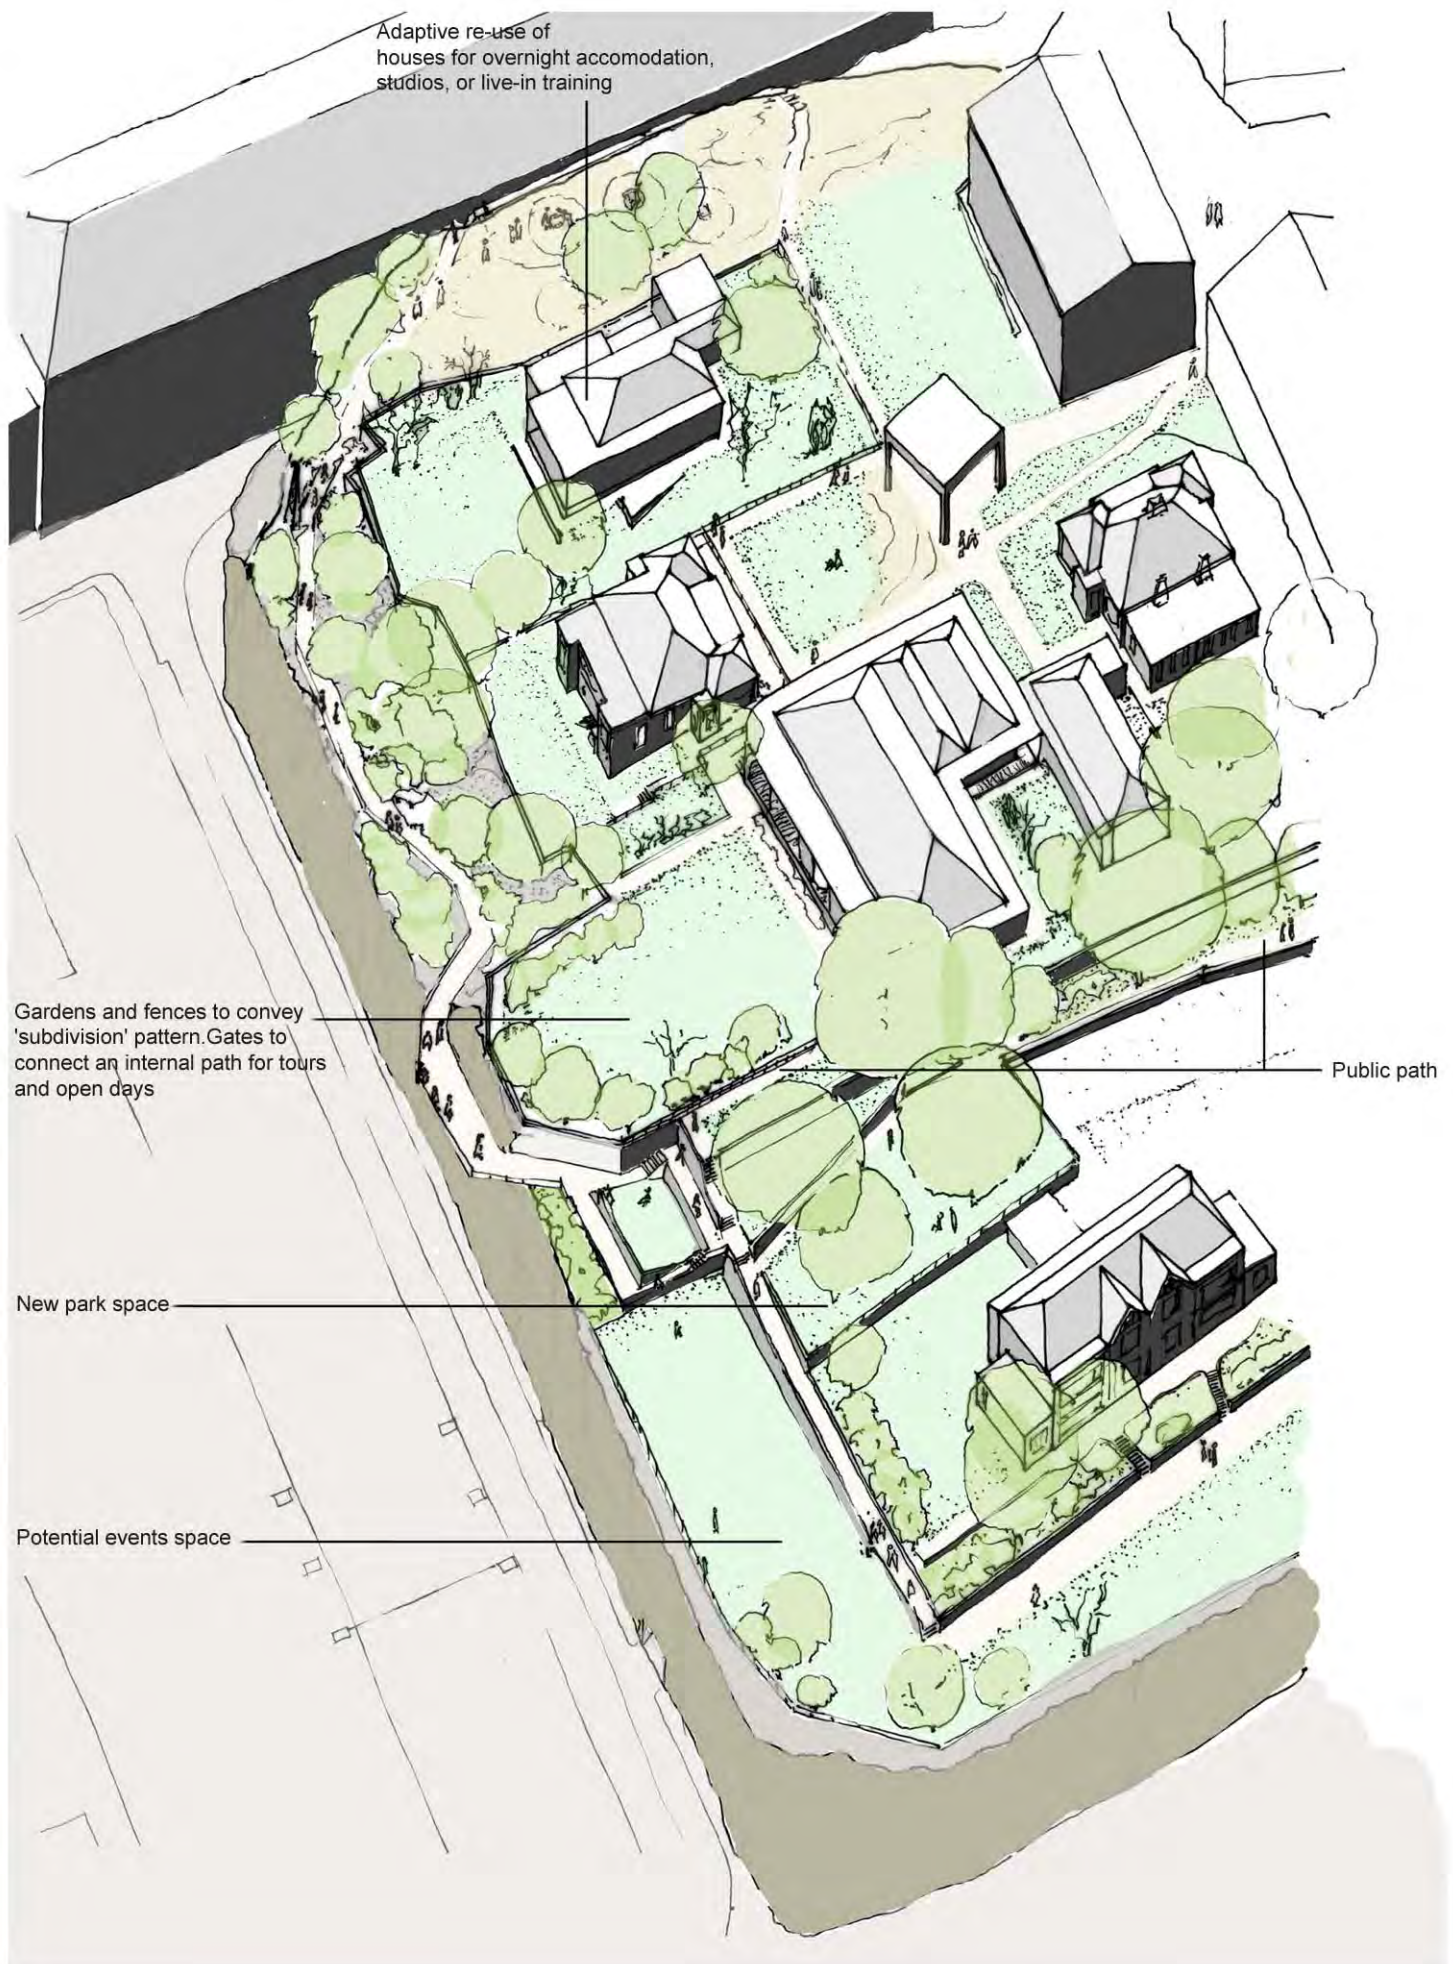 Adaptive re-use of
houses for overnight accomodation,
studios, or live-in training
Gardens and fences to convey
'subdivision' pattern.Gates to
connect an internal path for tours
and open days
Public path
New park space
Potential events space